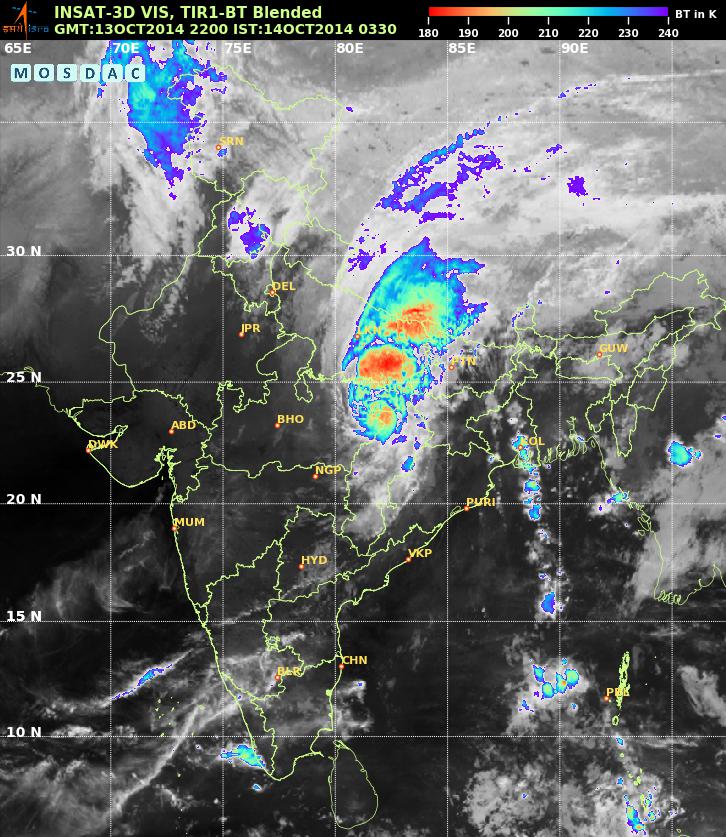 INSAT-3D VIS, TIR1-BT Blended
GMT:13OCT2014 2200 IST:14OCT2014 0330
BT in K
180 190 200 210 220 230 240
65E 70E 75E 80E 85E 90E
MOSDAC
SRN
30 N
DEL
JPR
LKN
PTN
GUW
25 N
ABD
BHO
DWK
KOL
NGP
20 N
PURI
MUM
HYD
VKP
15 N
BLR
CHN
PBL
10 N